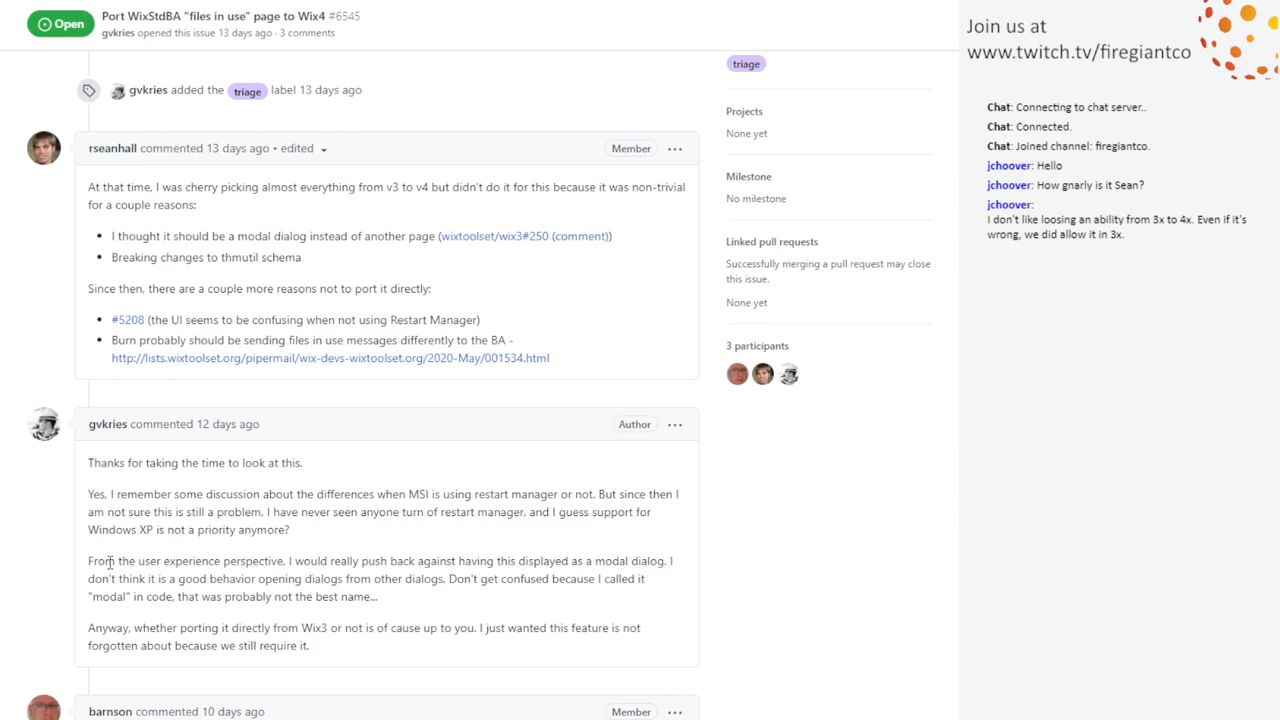 Open
Port WixStdBA "files in use" page to Wix4 #6545
gvkries opened this issue 13 days ago · 3 comments
gvkries added the triage label 13 days ago
rseanhall commented 13 days ago • edited
Member
At that time, I was cherry picking almost everything from v3 to v4 but didn't do it for this because it was non-trivial
for a couple reasons:
• I thought it should be a modal dialog instead of another page (wixtoolset/wix3#250 (comment))
• Breaking changes to thmutil schema
Since then, there are a couple more reasons not to port it directly:
• #5208 (the UI seems to be confusing when not using Restart Manager)
• Burn probably should be sending files in use messages differently to the BA -
http://lists.wixtoolset.org/pipermail/wix-devs-wixtoolset.org/2020-May/001534.html
gvkries commented 12 days ago
Author
Thanks for taking the time to look at this.
Yes, I remember some discussion about the differences when MSI is using restart manager or not. But since then I
am not sure this is still a problem. I have never seen anyone turn of restart manager, and I guess support for
Windows XP is not a priority anymore?
From the user experience perspective, I would really push back against having this displayed as a modal dialog. I
don't think it is a good behavior opening dialogs from other dialogs. Don't get confused because I called it
"modal" in code, that was probably not the best name...
Anyway, whether porting it directly from Wix3 or not is of cause up to you. I just wanted this feature is not
forgotten about because we still require it.
barnson commented 10 days ago
Member
triage
Projects
None yet
Milestone
No milestone
Linked pull requests
Successfully merging a pull request may close
this issue.
None yet
3 participants
Join us at
www.twitch.tv/firegiantco
Chat: Connecting to chat server..
Chat: Connected.
Chat: Joined channel: firegiantco.
jchoover: Hello
jchoover: How gnarly is it Sean?
jchoover:
I don't like loosing an ability from 3x to 4x. Even if it's
wrong, we did allow it in 3x.